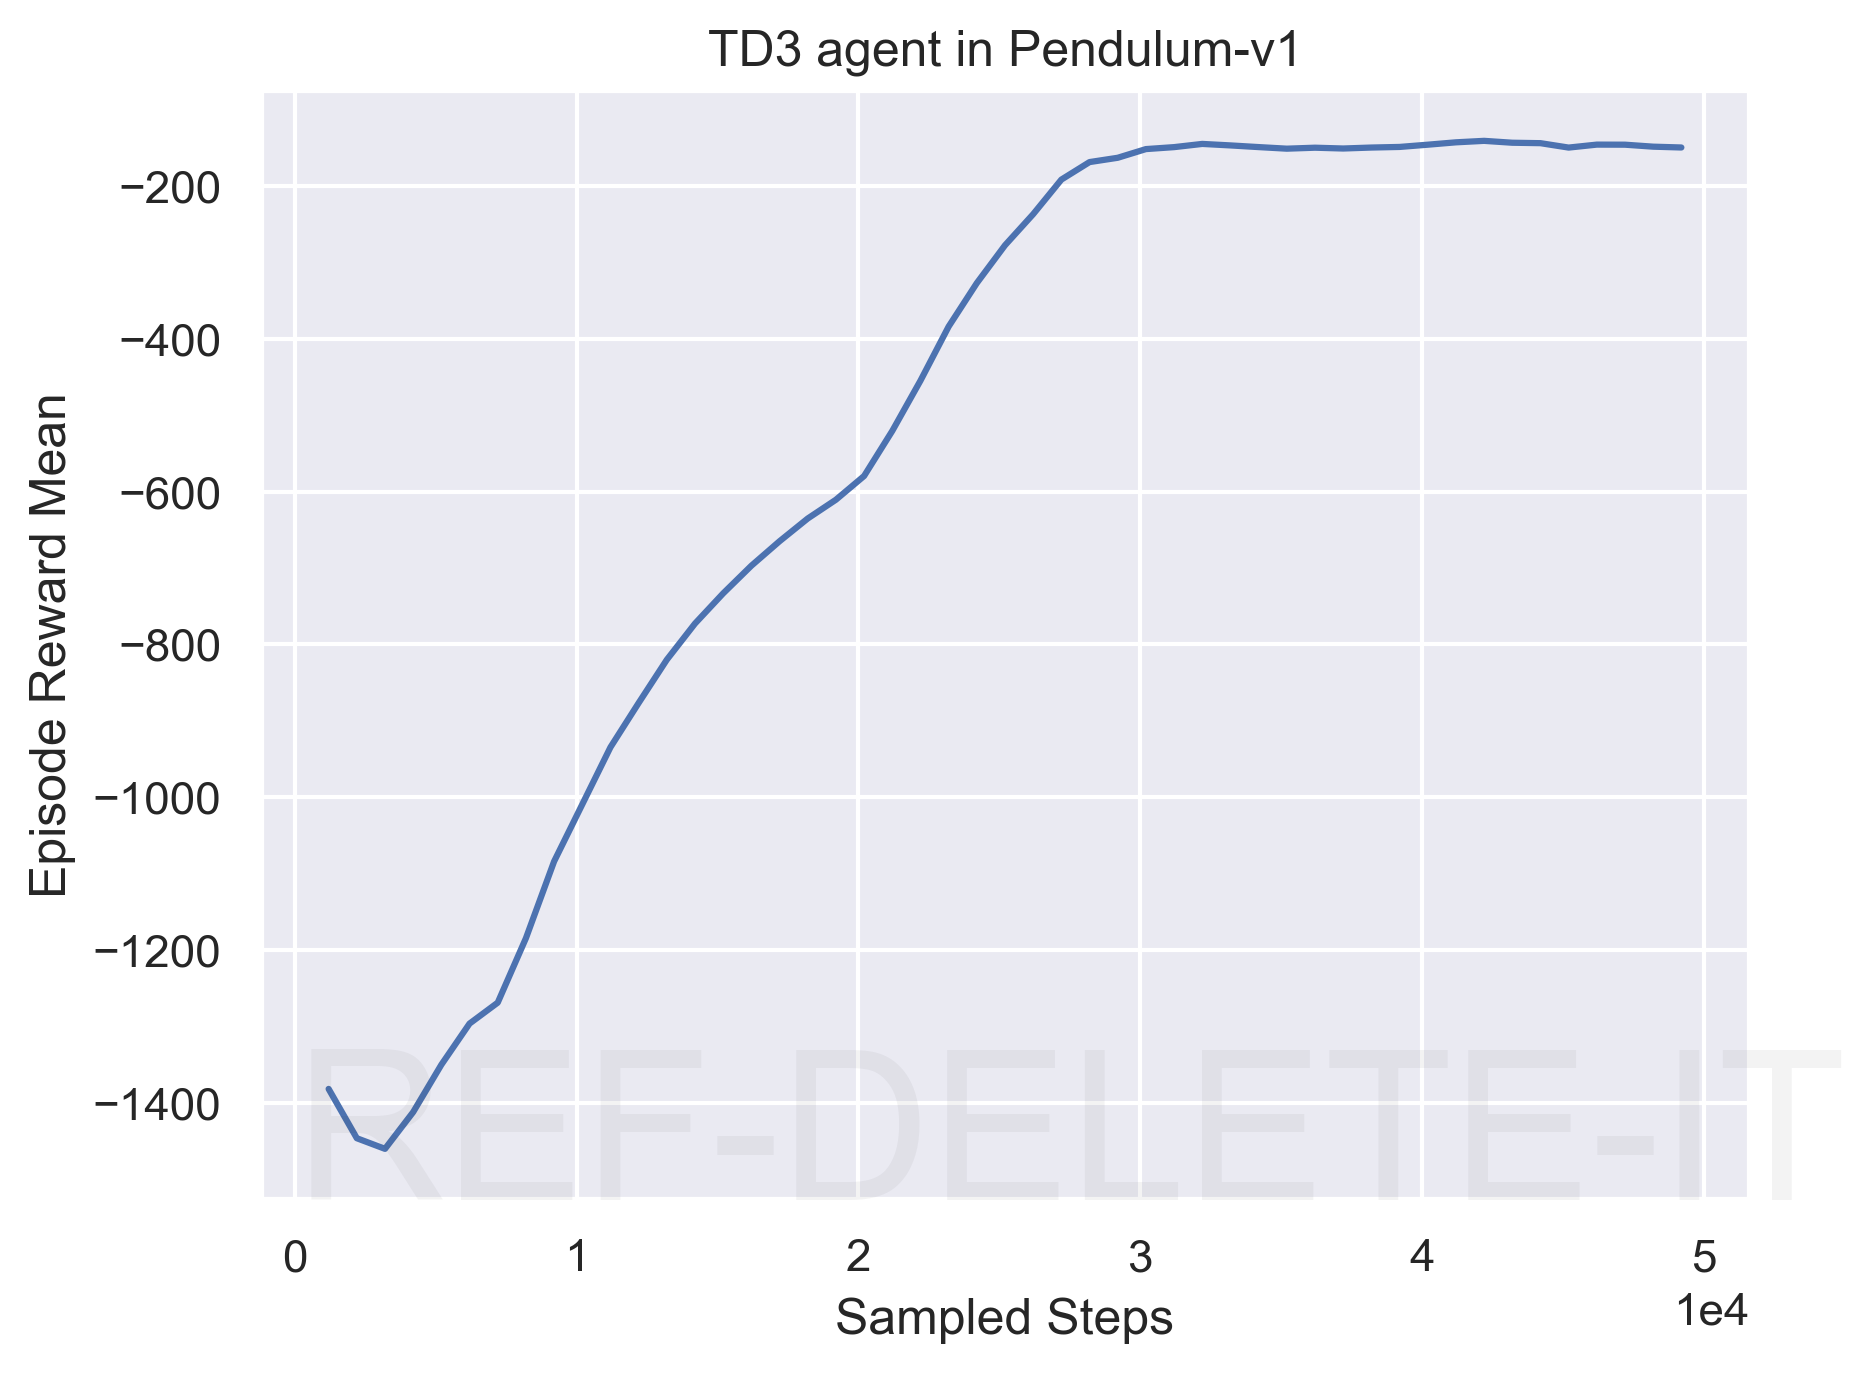 TD3 agent in Pendulum-v1
Episode Reward Mean
−200
−400
−600
−800
−1000
−1200
−1400
REF-DELETE-IT
0 1 2 3 4 5
1e4
Sampled Steps